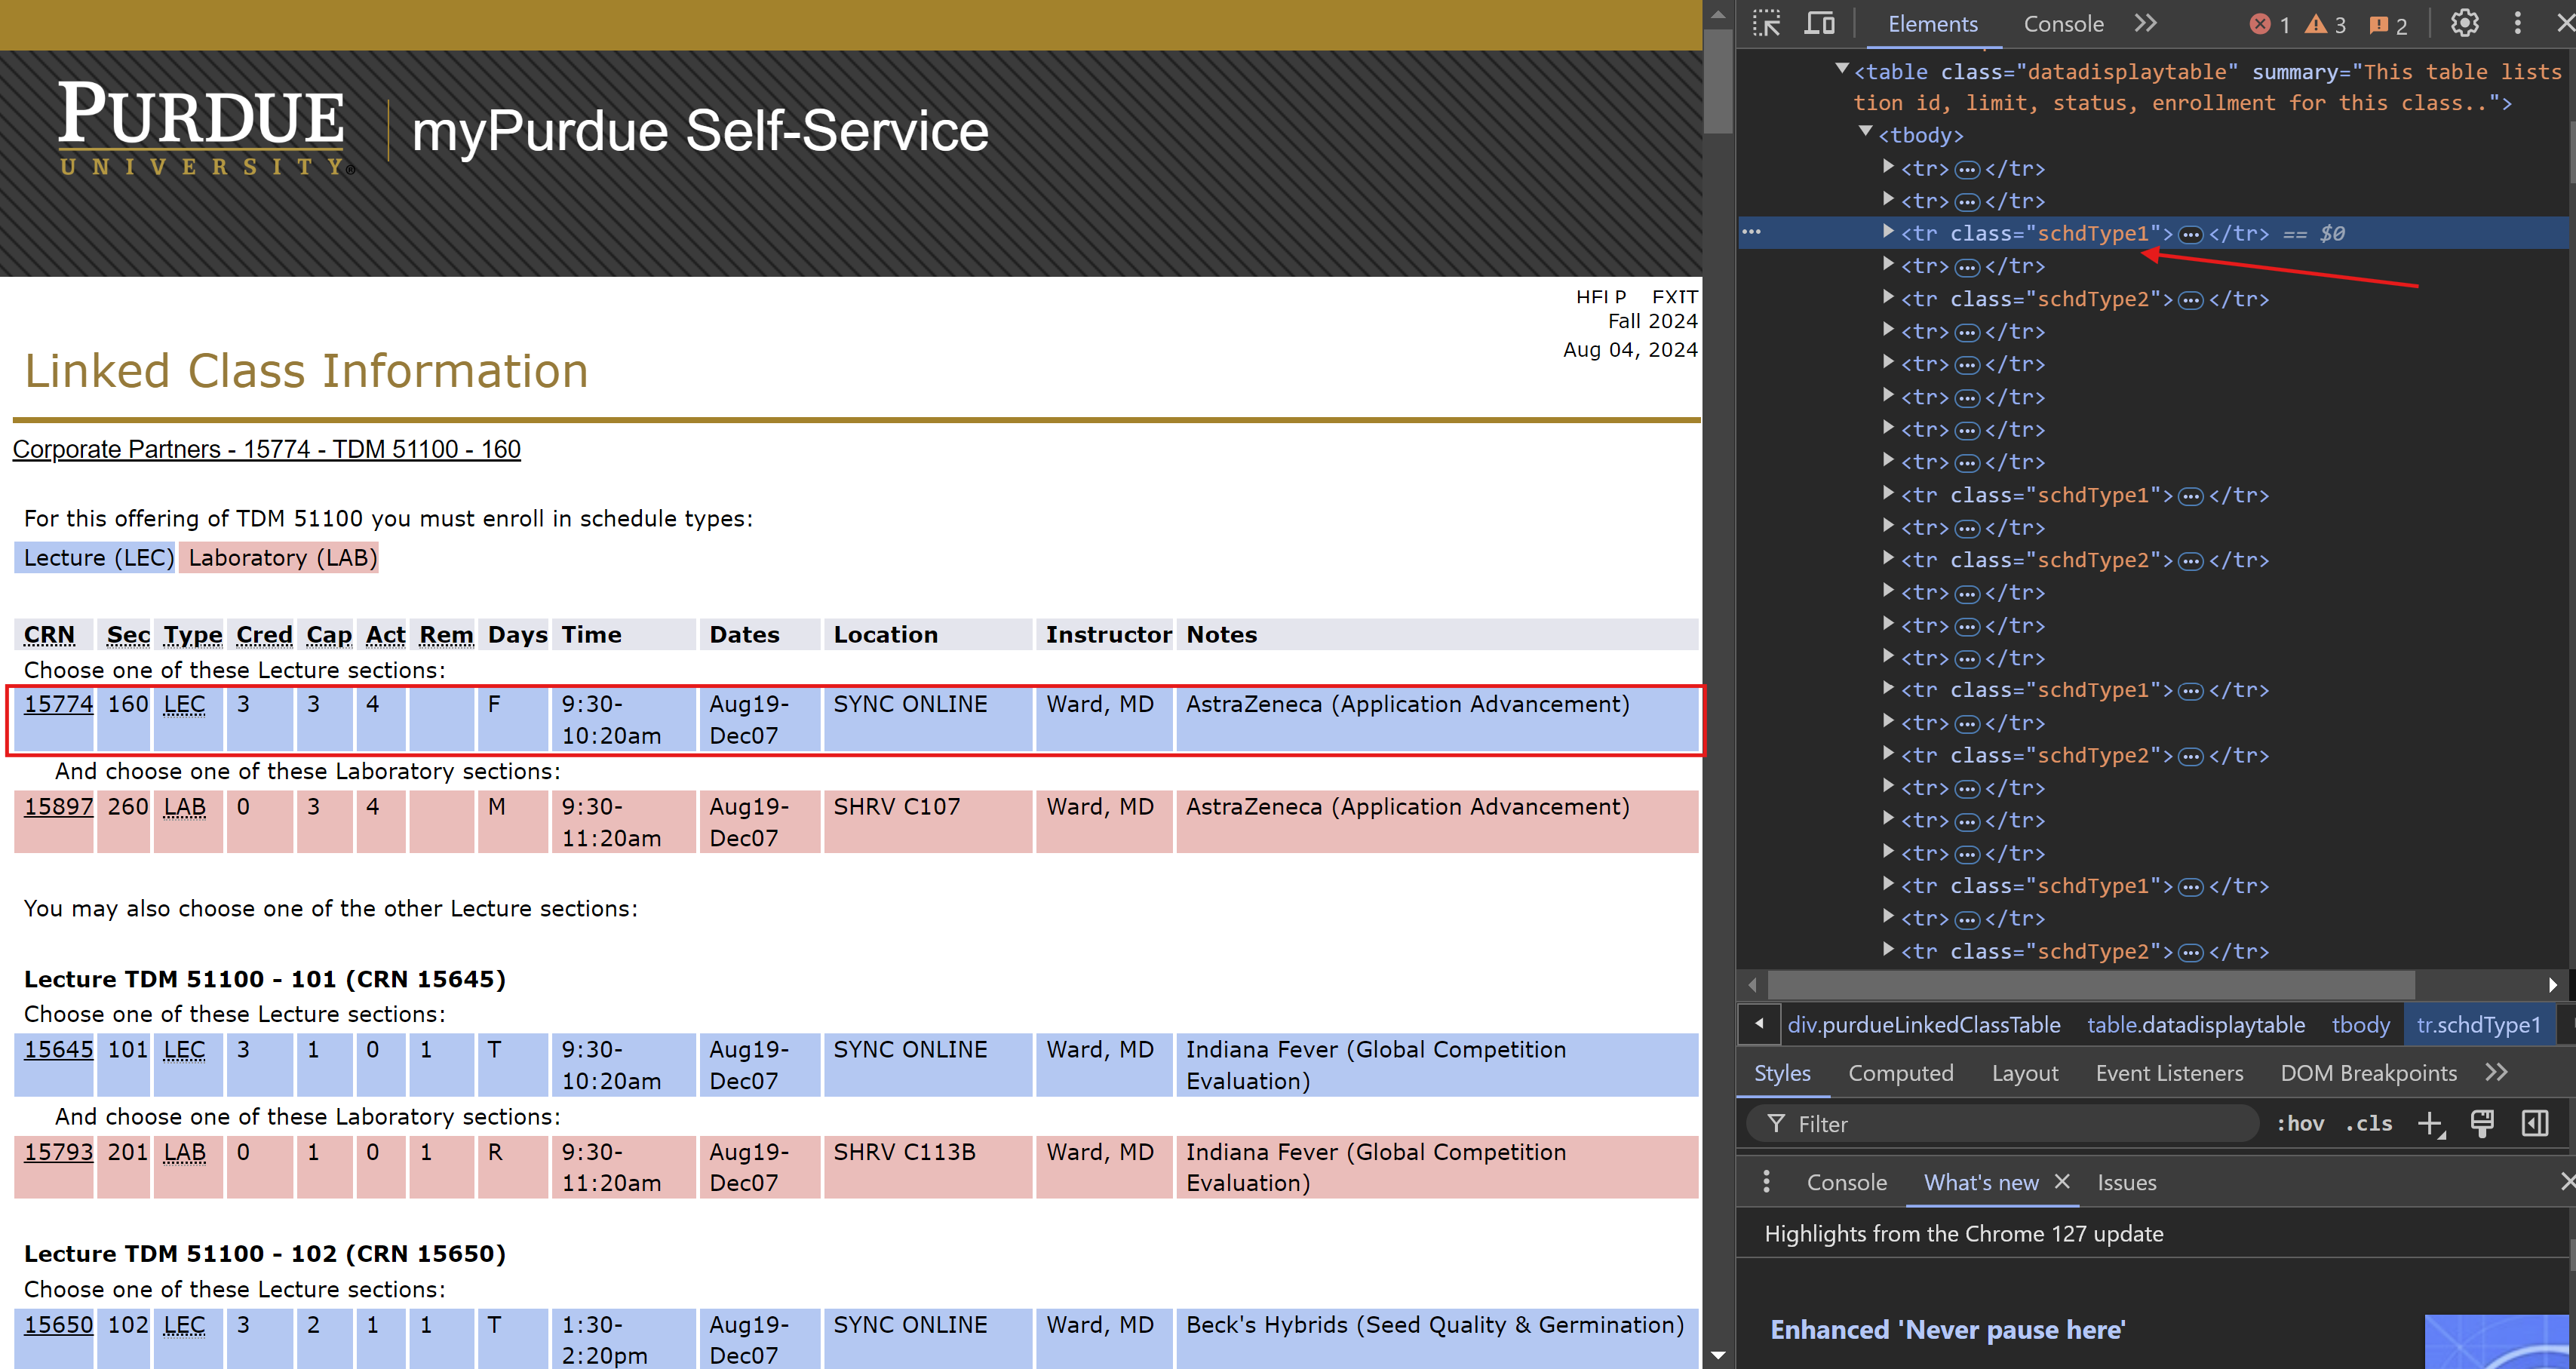 PURDUE
UNIVERSITY®
myPurdue Self-Service
HELP EXIT
Fall 2024
Aug 04, 2024
Linked Class Information
Corporate Partners - 15774 - TDM 51100 - 160
For this offering of TDM 51100 you must enroll in schedule types:
Lecture (LEC) Laboratory (LAB)
CRN Sec Type Cred Cap Act Rem Days Time Dates Location Instructor Notes
Choose one of these Lecture sections:
15774 160 LEC 3 3 4 F 9:30-10:20am Aug19-Dec07 SYNC ONLINE Ward, MD AstraZeneca (Application Advancement)
And choose one of these Laboratory sections:
15897 260 LAB 0 3 4 M 9:30-11:20am Aug19-Dec07 SHRV C107 Ward, MD AstraZeneca (Application Advancement)
You may also choose one of the other Lecture sections:
Lecture TDM 51100 - 101 (CRN 15645)
Choose one of these Lecture sections:
15645 101 LEC 3 1 0 1 T 9:30-10:20am Aug19-Dec07 SYNC ONLINE Ward, MD Indiana Fever (Global Competition Evaluation)
And choose one of these Laboratory sections:
15793 201 LAB 0 1 0 1 R 9:30-11:20am Aug19-Dec07 SHRV C113B Ward, MD Indiana Fever (Global Competition Evaluation)
Lecture TDM 51100 - 102 (CRN 15650)
Choose one of these Lecture sections:
15650 102 LEC 3 2 1 1 T 1:30-2:20pm Aug19-Dec07 SYNC ONLINE Ward, MD Beck's Hybrids (Seed Quality & Germination)
Elements Console 1 3 2
<table class="datadisplaytable" summary="This table lists
tion id, limit, status, enrollment for this class..">
<tbody>
<tr>…</tr>
<tr>…</tr>
<tr class="schdType1">…</tr> == $0
<tr>…</tr>
<tr class="schdType2">…</tr>
<tr>…</tr>
<tr>…</tr>
<tr>…</tr>
<tr>…</tr>
<tr>…</tr>
<tr class="schdType1">…</tr>
<tr>…</tr>
<tr class="schdType2">…</tr>
<tr>…</tr>
<tr>…</tr>
<tr>…</tr>
<tr class="schdType1">…</tr>
<tr>…</tr>
<tr class="schdType2">…</tr>
<tr>…</tr>
<tr>…</tr>
<tr>…</tr>
<tr class="schdType1">…</tr>
<tr>…</tr>
<tr class="schdType2">…</tr>
div.purdueLinkedClassTable table.datadisplaytable tbody tr.schdType1
Styles Computed Layout Event Listeners DOM Breakpoints
Filter :hov .cls
Console What's new Issues
Highlights from the Chrome 127 update
Enhanced 'Never pause here'